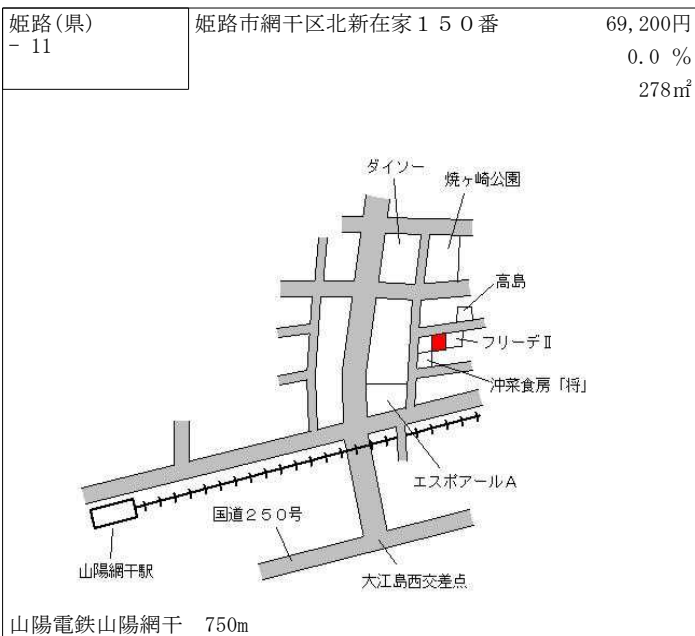 姫路(県)
- 11
姫路市網干区北新在家１５０番
69,200円
0.0 %
278㎡
ダイソー
焼ヶ崎公園
高島
フリーデⅡ
沖菜食房「将」
エスポアールＡ
国道２５０号
山陽網干駅
大江島西交差点
山陽電鉄山陽網干 750m